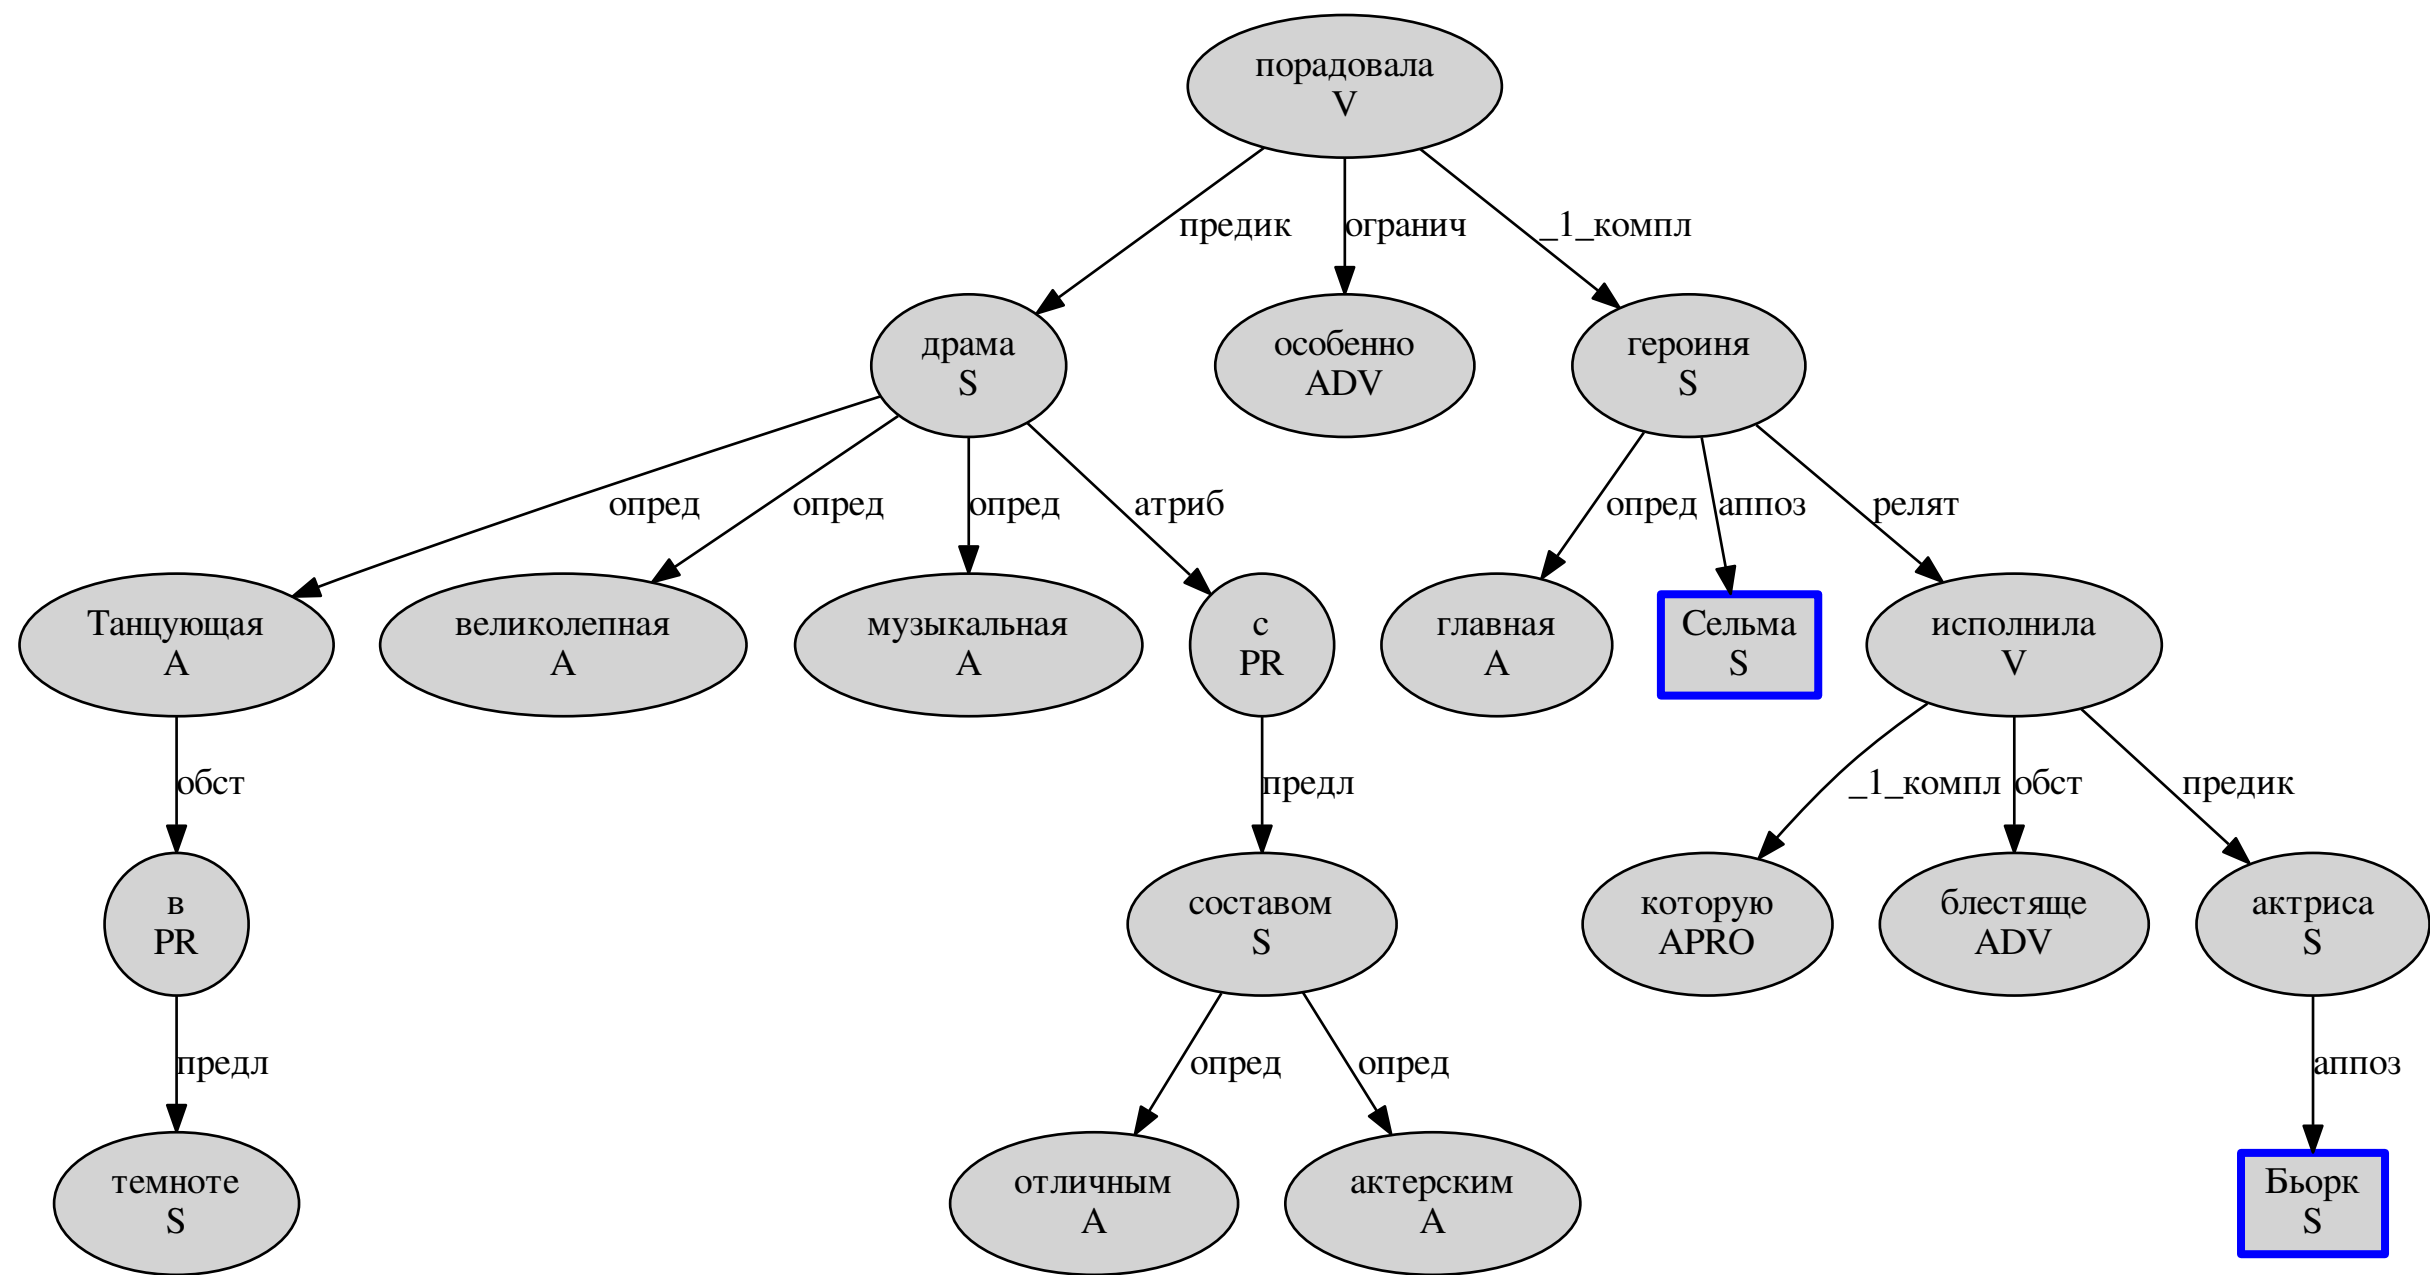 порадовала
V
предик
огранич
_1_компл
драма
S
особенно
ADV
героиня
S
опред
опред
опред
атриб
опред
аппоз
релят
Танцующая
A
великолепная
A
музыкальная
A
с
PR
главная
A
Сельма
S
исполнила
V
обст
предл
_1_компл
обст
предик
в
PR
составом
S
которую
APRO
блестяще
ADV
актриса
S
предл
опред
опред
аппоз
темноте
S
отличным
A
актерским
A
Бьорк
S